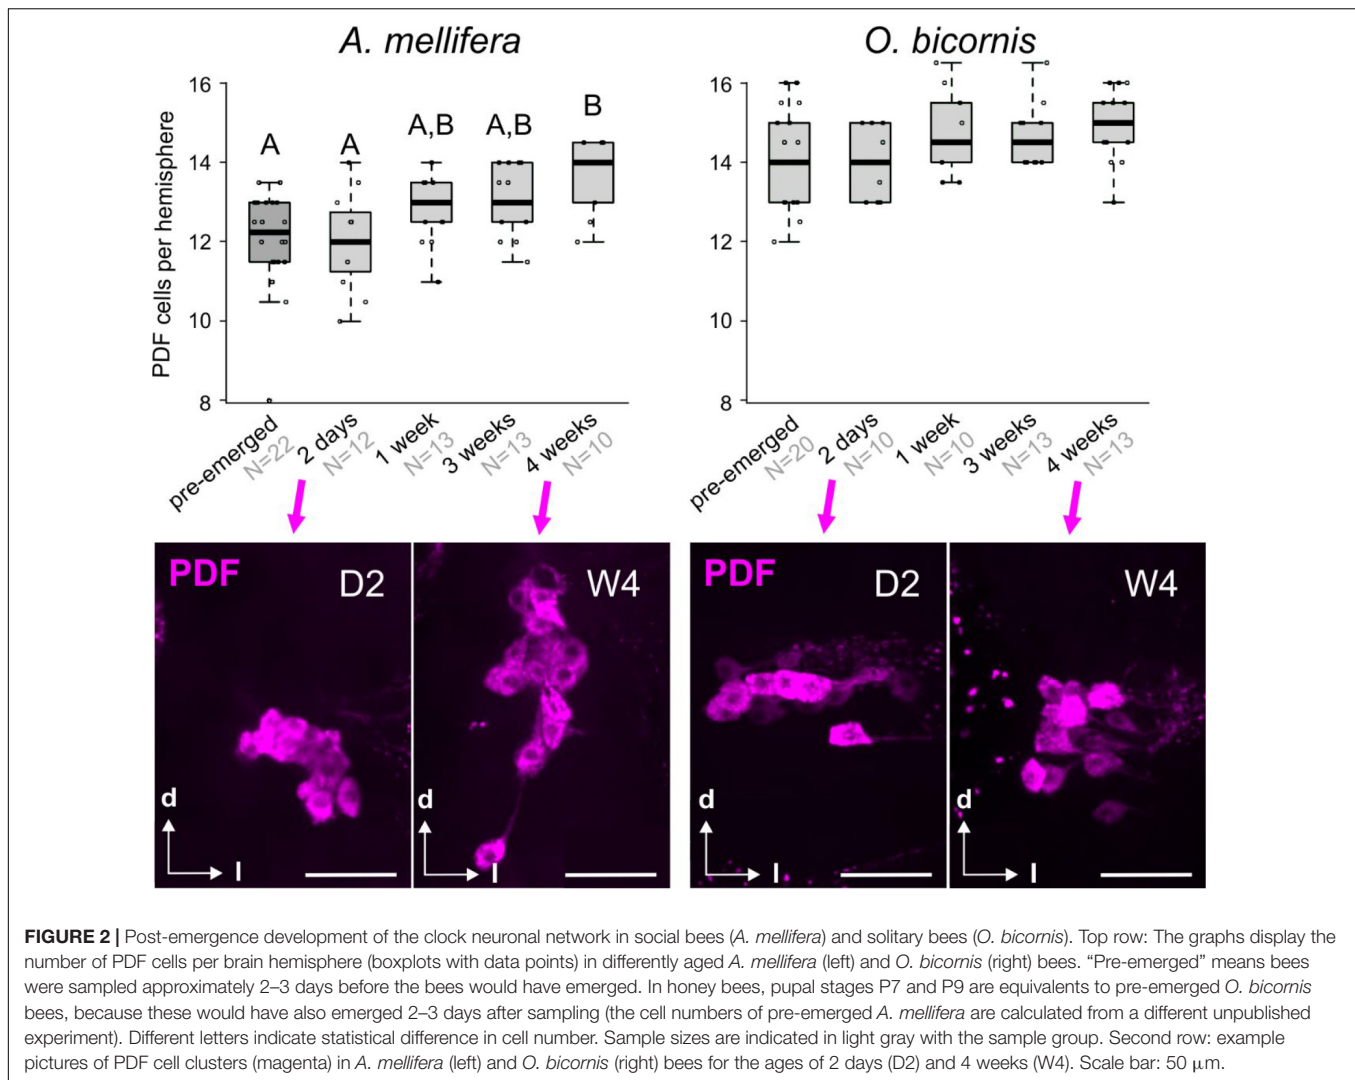 A. mellifera
O. bicornis
PDF cells per hemisphere
16
14
12
10
8
A
A
A,B
A,B
B
pre-emerged
N=22
2 days
N=12
1 week
N=13
3 weeks
N=13
4 weeks
N=10
16
14
12
10
8
pre-emerged
N=20
2 days
N=10
1 week
N=10
3 weeks
N=13
4 weeks
N=13
PDF
D2
d
l
W4
d
l
PDF
D2
d
l
W4
d
l
FIGURE 2 | Post-emergence development of the clock neuronal network in social bees (A. mellifera) and solitary bees (O. bicornis). Top row: The graphs display the
number of PDF cells per brain hemisphere (boxplots with data points) in differently aged A. mellifera (left) and O. bicornis (right) bees. “Pre-emerged” means bees
were sampled approximately 2–3 days before the bees would have emerged. In honey bees, pupal stages P7 and P9 are equivalents to pre-emerged O. bicornis
bees, because these would have also emerged 2–3 days after sampling (the cell numbers of pre-emerged A. mellifera are calculated from a different unpublished
experiment). Different letters indicate statistical difference in cell number. Sample sizes are indicated in light gray with the sample group. Second row: example
pictures of PDF cell clusters (magenta) in A. mellifera (left) and O. bicornis (right) bees for the ages of 2 days (D2) and 4 weeks (W4). Scale bar: 50 μm.